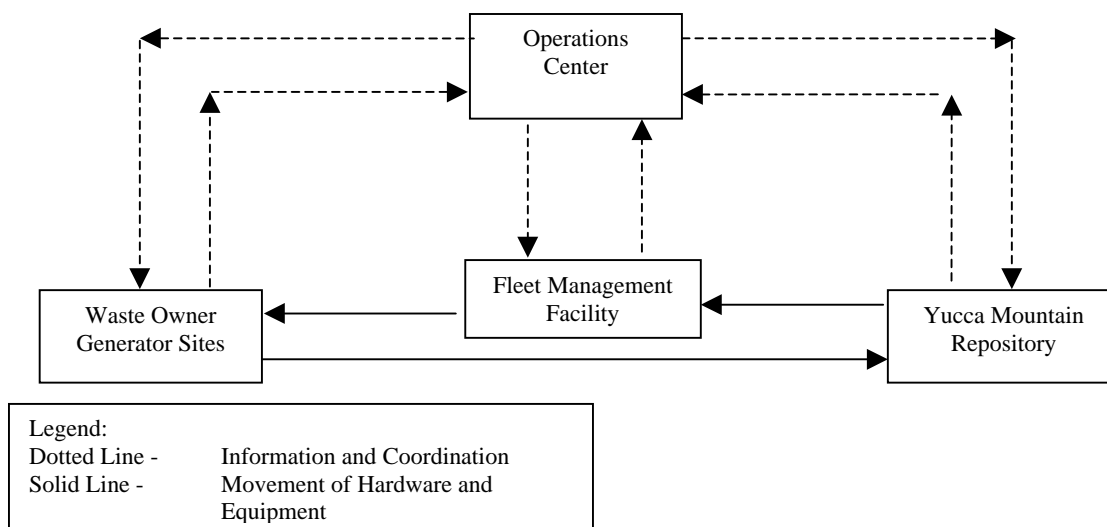 Operations
Center
Fleet Management
Facility
Waste Owner
Generator Sites
Yucca Mountain
Repository
Legend:
Dotted Line - Information and Coordination
Solid Line - Movement of Hardware and
Equipment